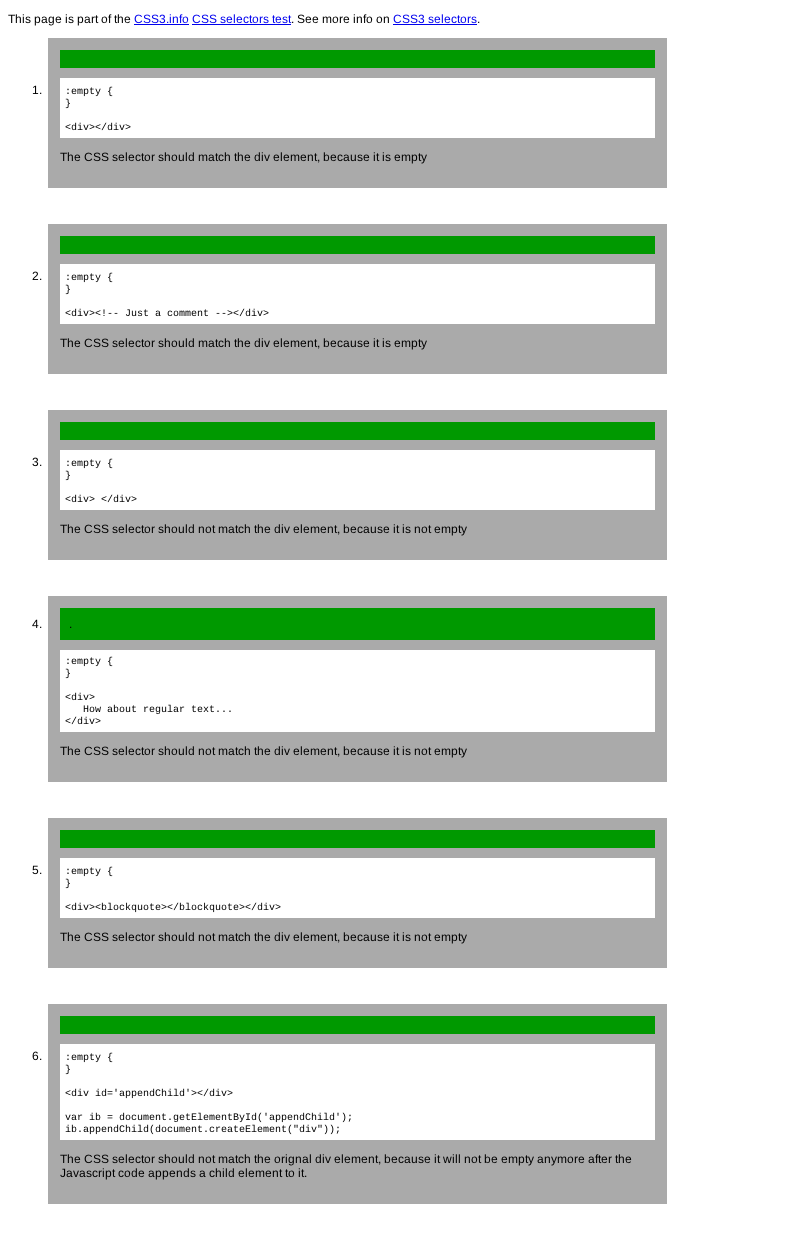 This page is part of the CSS3.info CSS selectors test. See more info on CSS3 selectors.
1.
:empty {
}
<div></div>
The CSS selector should match the div element, because it is empty
2.
:empty {
}
<div><!-- Just a comment --></div>
The CSS selector should match the div element, because it is empty
3.
:empty {
}
<div> </div>
The CSS selector should not match the div element, because it is not empty
4.
.
:empty {
}
<div>
How about regular text...
</div>
The CSS selector should not match the div element, because it is not empty
5.
:empty {
}
<div><blockquote></blockquote></div>
The CSS selector should not match the div element, because it is not empty
6.
:empty {
}
<div id='appendChild'></div>
var ib = document.getElementById('appendChild');
ib.appendChild(document.createElement("div"));
The CSS selector should not match the orignal div element, because it will not be empty anymore after the
Javascript code appends a child element to it.